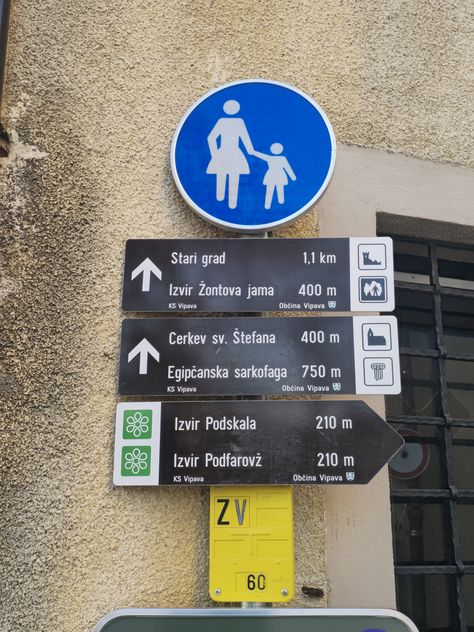 Stari grad 1,1 km
Izvir Žontova jama 400 m
KS Vipava Občina Vipava
Cerkev sv. Štefana 400 m
Egipčanska sarkofaga 750 m
KS Vipava Občina Vipava
Izvir Podskala 210 m
Izvir Podfarovž 210 m
KS Vipava Občina Vipava
ZV
60